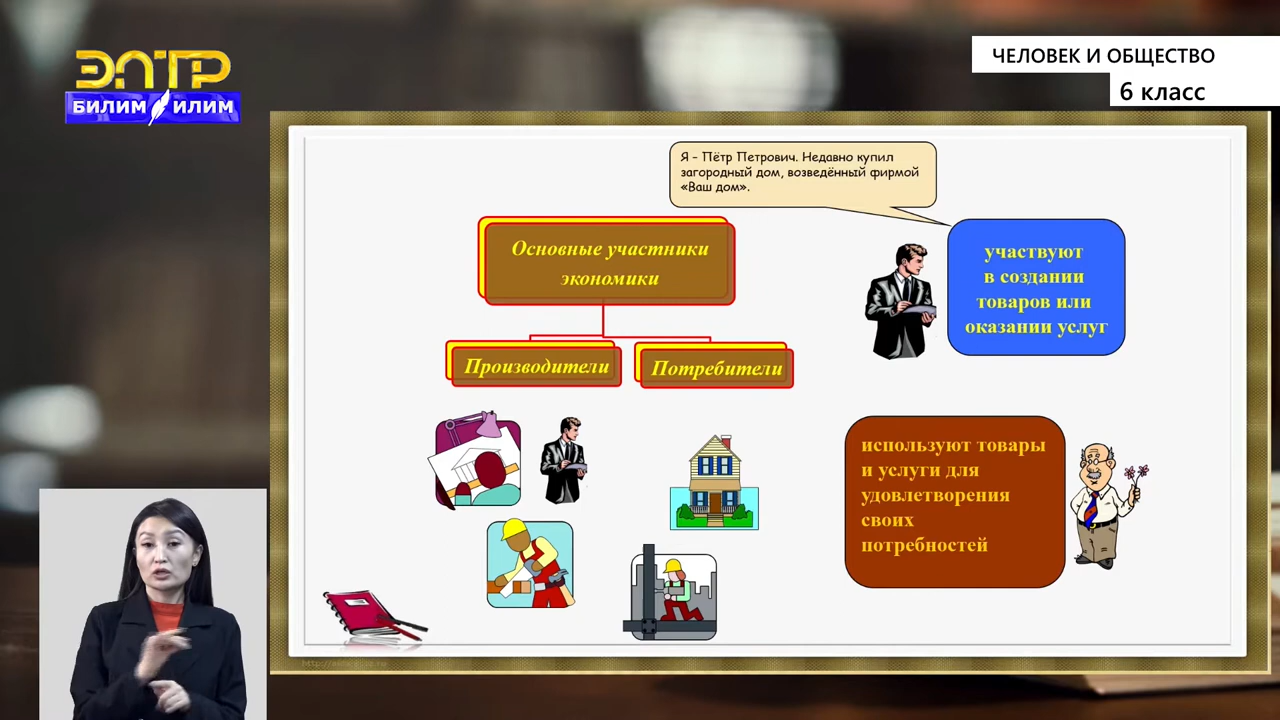 ЭЛТР
БИЛИМ ИЛИМ
ЧЕЛОВЕК И ОБЩЕСТВО
6 класс
Я - Пётр Петрович. Недавно купил
загородный дом, возведённый фирмой
«Ваш дом».
Основные участники
экономики
Производители
Потребители
участвуют
в создании
товаров или
оказании услуг
используют товары
и услуги для
удовлетворения
своих
потребностей